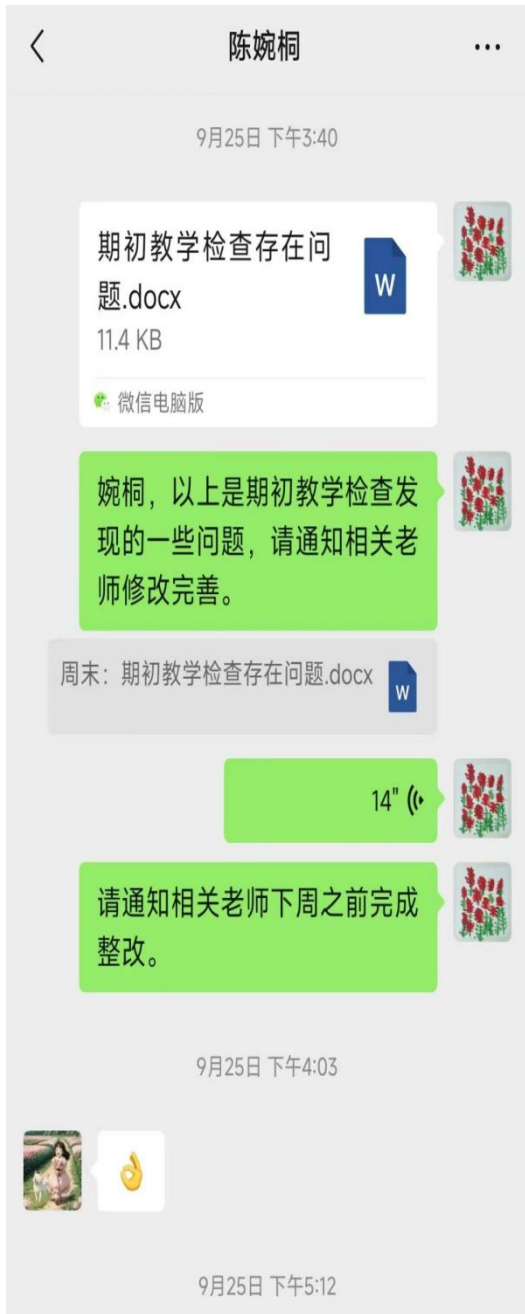 陈婉桐
9月25日 下午3:40
期初教学检查存在问
题.docx
11.4 KB
W
微信电脑版
婉桐，以上是期初教学检查发
现的一些问题，请通知相关老
师修改完善。
周末：期初教学检查存在问题.docx
W
14"
请通知相关老师下周之前完成
整改。
9月25日 下午4:03
9月25日 下午5:12